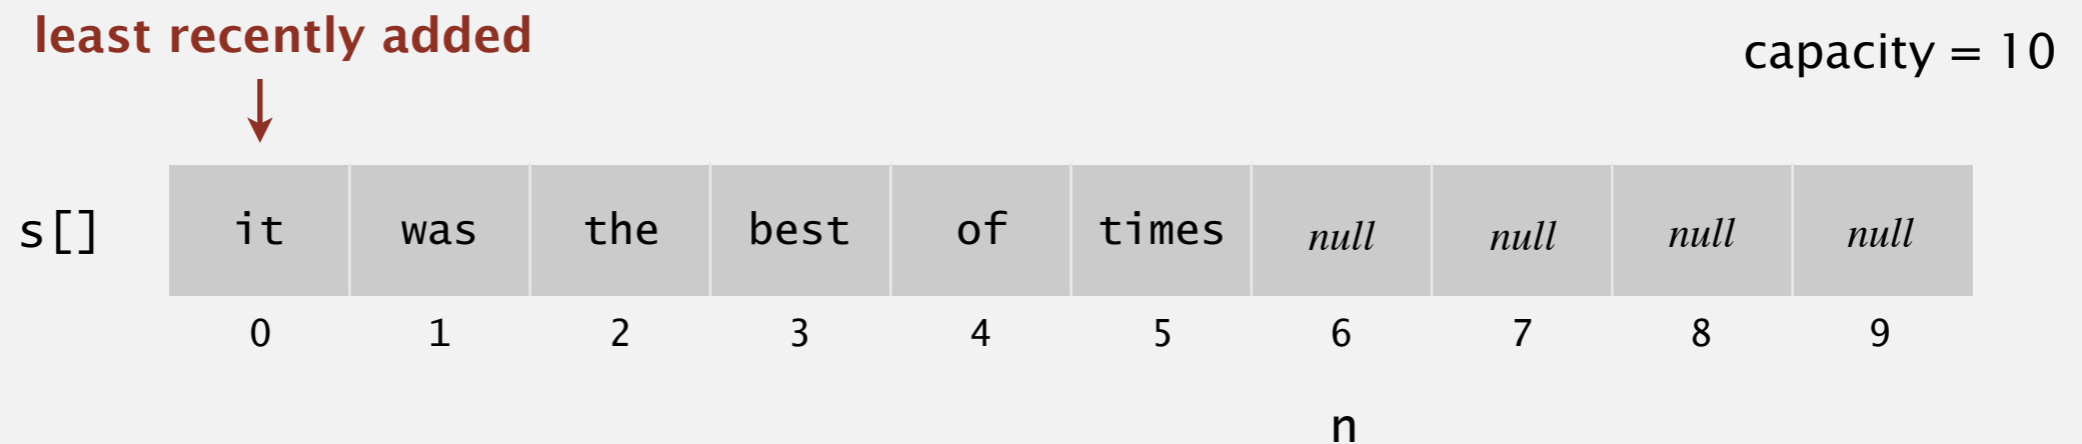 least recently added
capacity = 10
s[] it was the best of times null null null null
0 1 2 3 4 5 6 7 8 9
n